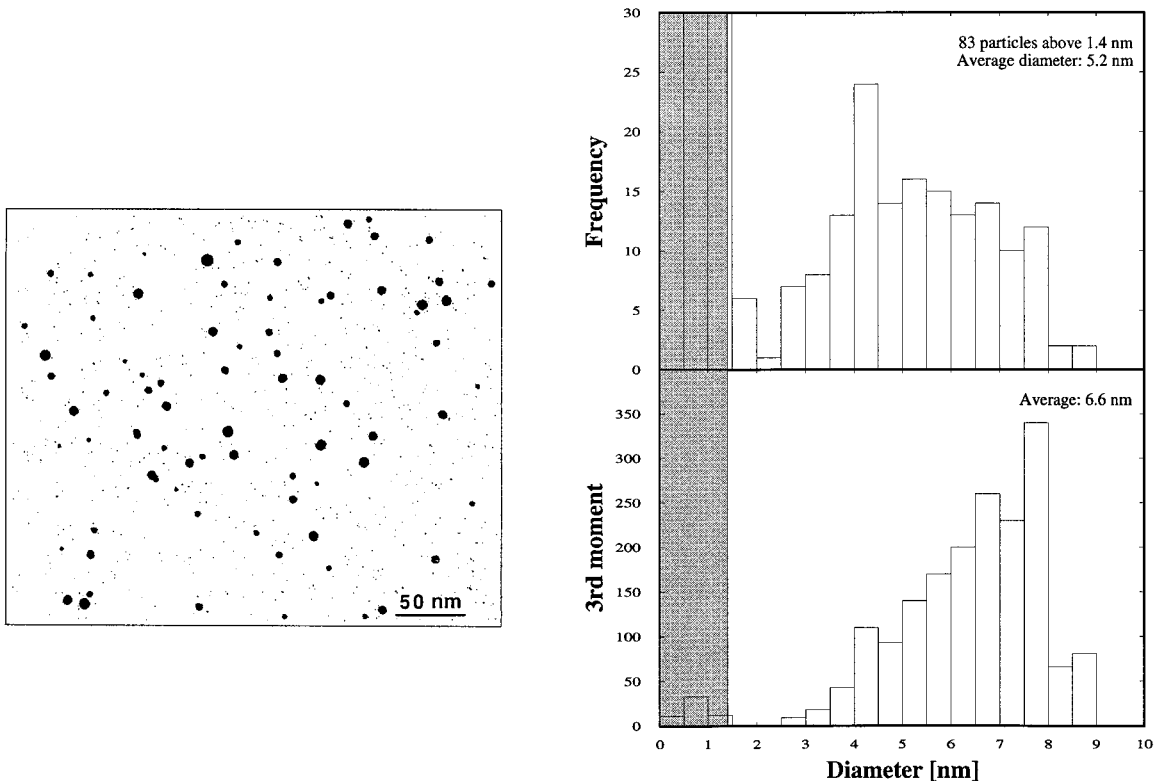 50 nm
83 particles above 1.4 nm
Average diameter: 5.2 nm
Frequency
30
25
20
15
10
5
0
Average: 6.6 nm
3rd moment
350
300
250
200
150
100
50
0
0 1 2 3 4 5 6 7 8 9 10
Diameter [nm]